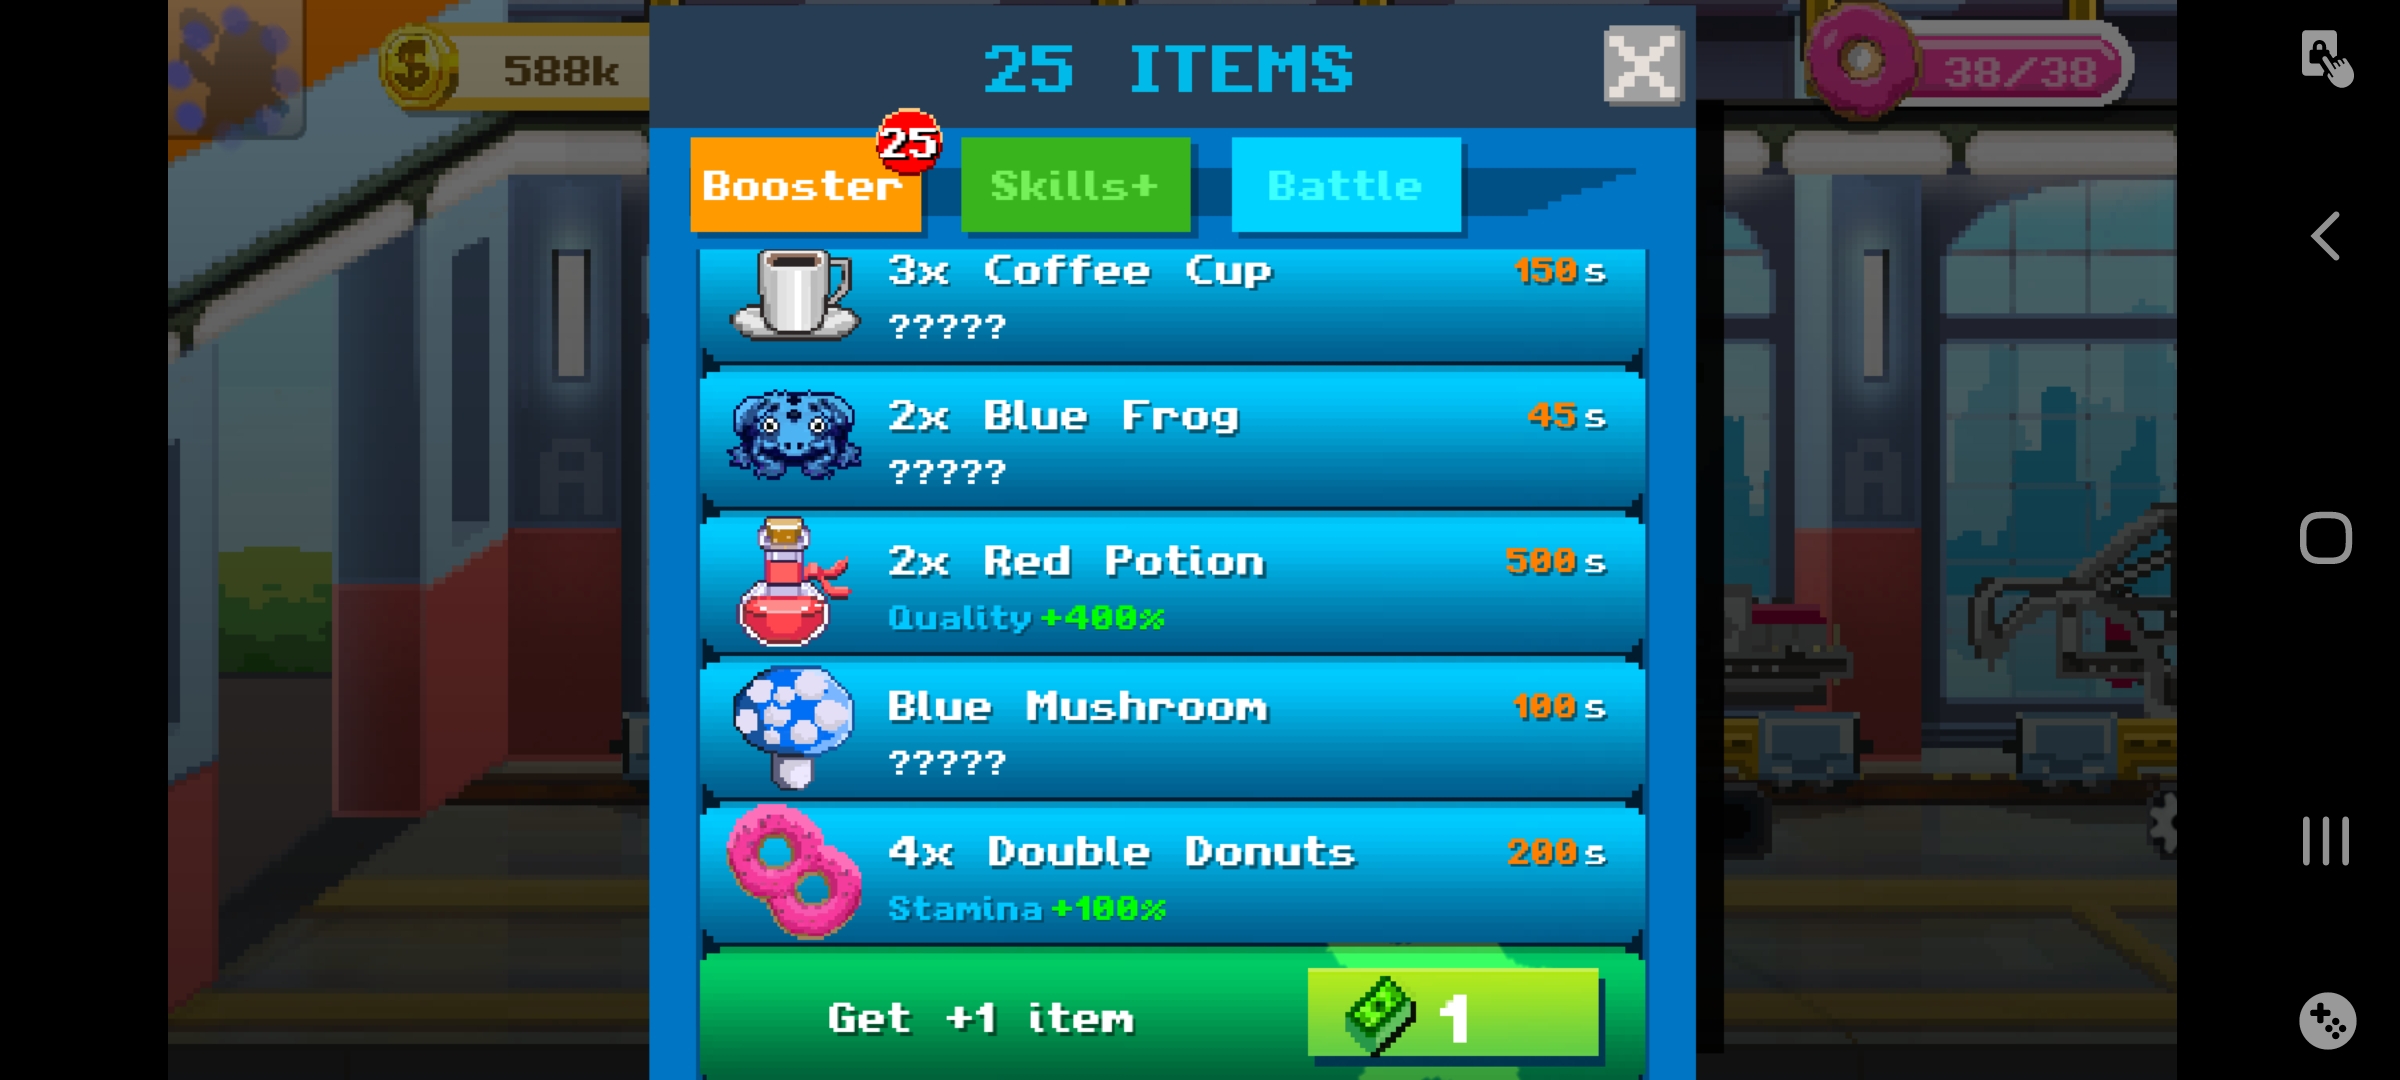 588k
25 ITEMS
38/38
25
Booster
Skills+
Battle
3x Coffee Cup
150s
?????
2x Blue Frog
45s
?????
2x Red Potion
500s
Quality +400%
Blue Mushroom
100s
?????
4x Double Donuts
200s
Stamina +100%
Get +1 item
1
A
A